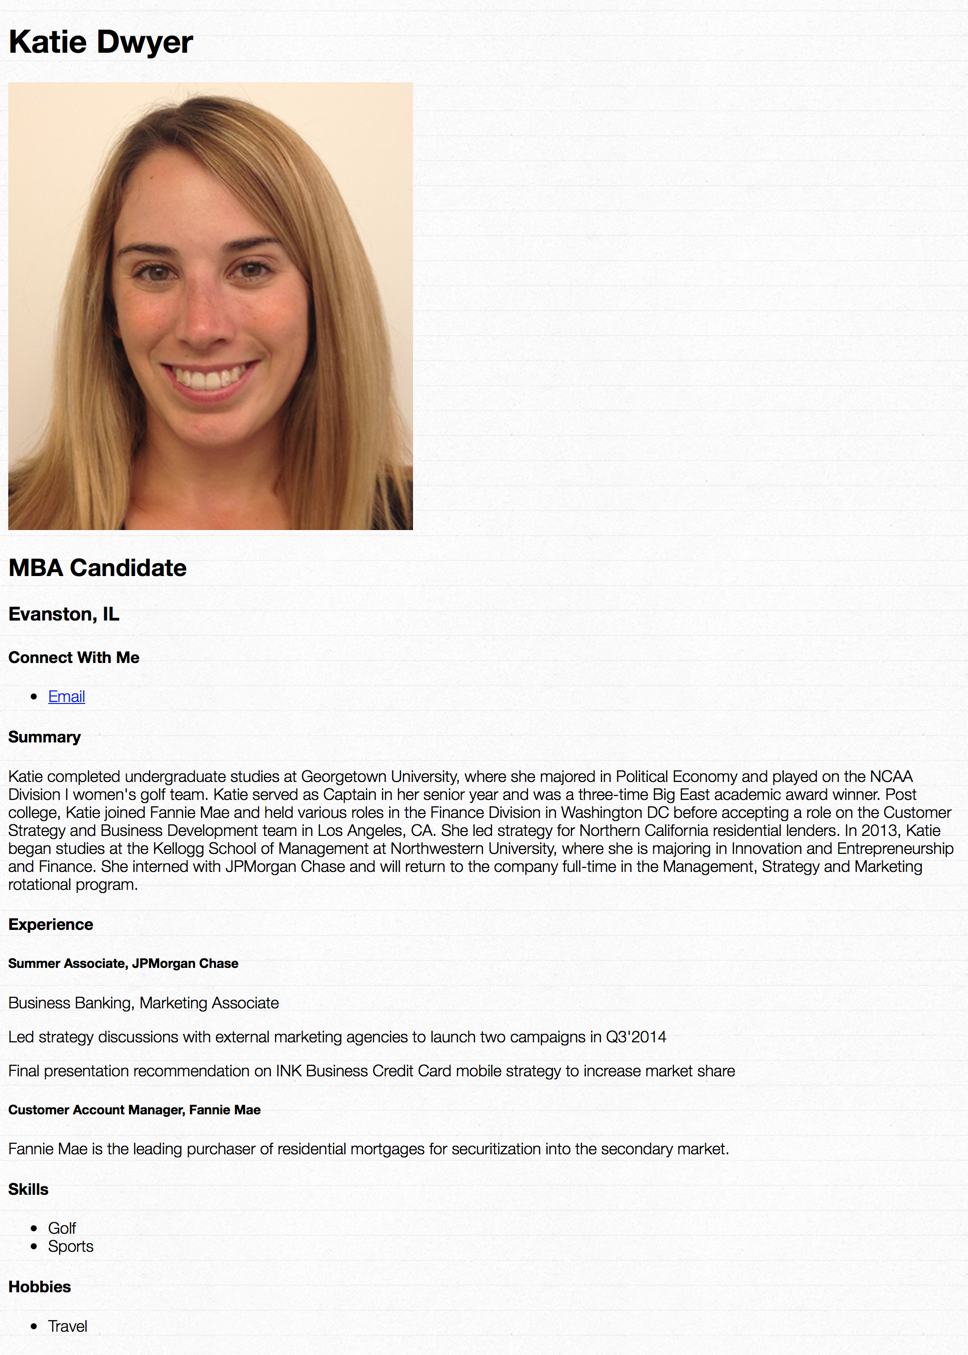 Katie Dwyer
MBA Candidate
Evanston, IL
Connect With Me
Email
Summary
Katie completed undergraduate studies at Georgetown University, where she majored in Political Economy and played on the NCAA
Division I women's golf team. Katie served as Captain in her senior year and was a three-time Big East academic award winner. Post
college, Katie joined Fannie Mae and held various roles in the Finance Division in Washington DC before accepting a role on the Customer
Strategy and Business Development team in Los Angeles, CA. She led strategy for Northern California residential lenders. In 2013, Katie
began studies at the Kellogg School of Management at Northwestern University, where she is majoring in Innovation and Entrepreneurship
and Finance. She interned with JPMorgan Chase and will return to the company full-time in the Management, Strategy and Marketing
rotational program.
Experience
Summer Associate, JPMorgan Chase
Business Banking, Marketing Associate
Led strategy discussions with external marketing agencies to launch two campaigns in Q3'2014
Final presentation recommendation on INK Business Credit Card mobile strategy to increase market share
Customer Account Manager, Fannie Mae
Fannie Mae is the leading purchaser of residential mortgages for securitization into the secondary market.
Skills
Golf
Sports
Hobbies
Travel